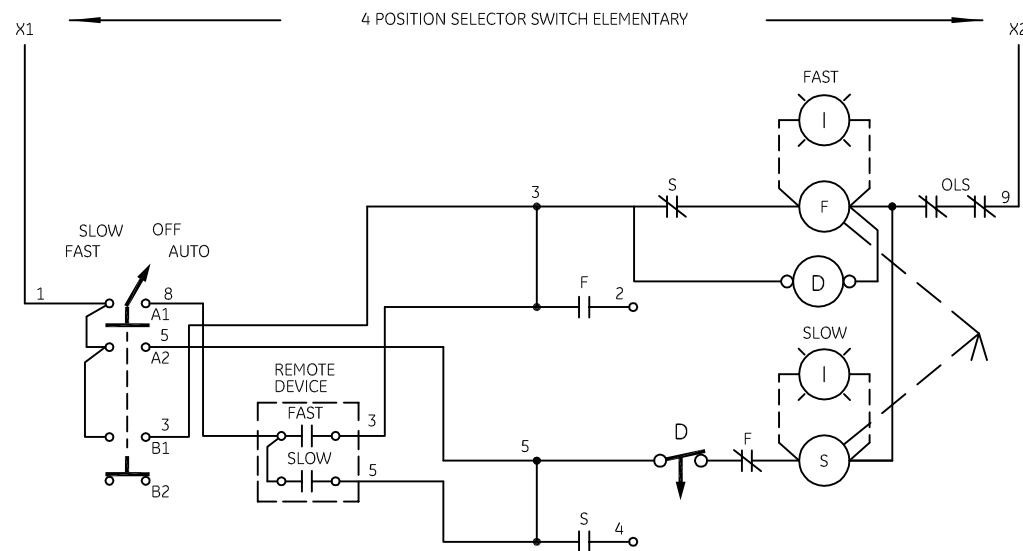 4 POSITION SELECTOR SWITCH ELEMENTARY
X1
X2
FAST
I
3
S
F
OLS
9
SLOW
OFF
FAST
AUTO
D
1
8
A1
F
2
5
A2
SLOW
I
REMOTE
DEVICE
FAST
3
3
B1
SLOW
5
B2
5
D
F
S
S
4